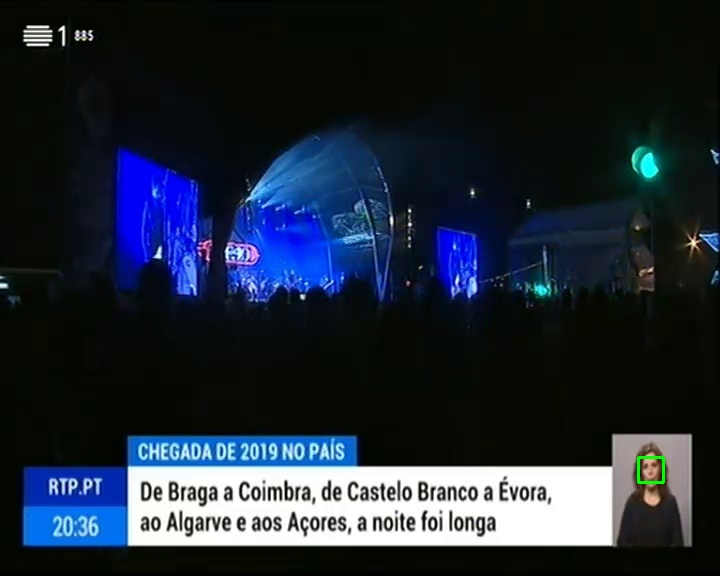 1 885
CHEGADA DE 2019 NO PAÍS
RTP.PT
De Braga a Coimbra, de Castelo Branco a Évora,
20:36
ao Algarve e aos Açores, a noite foi longa